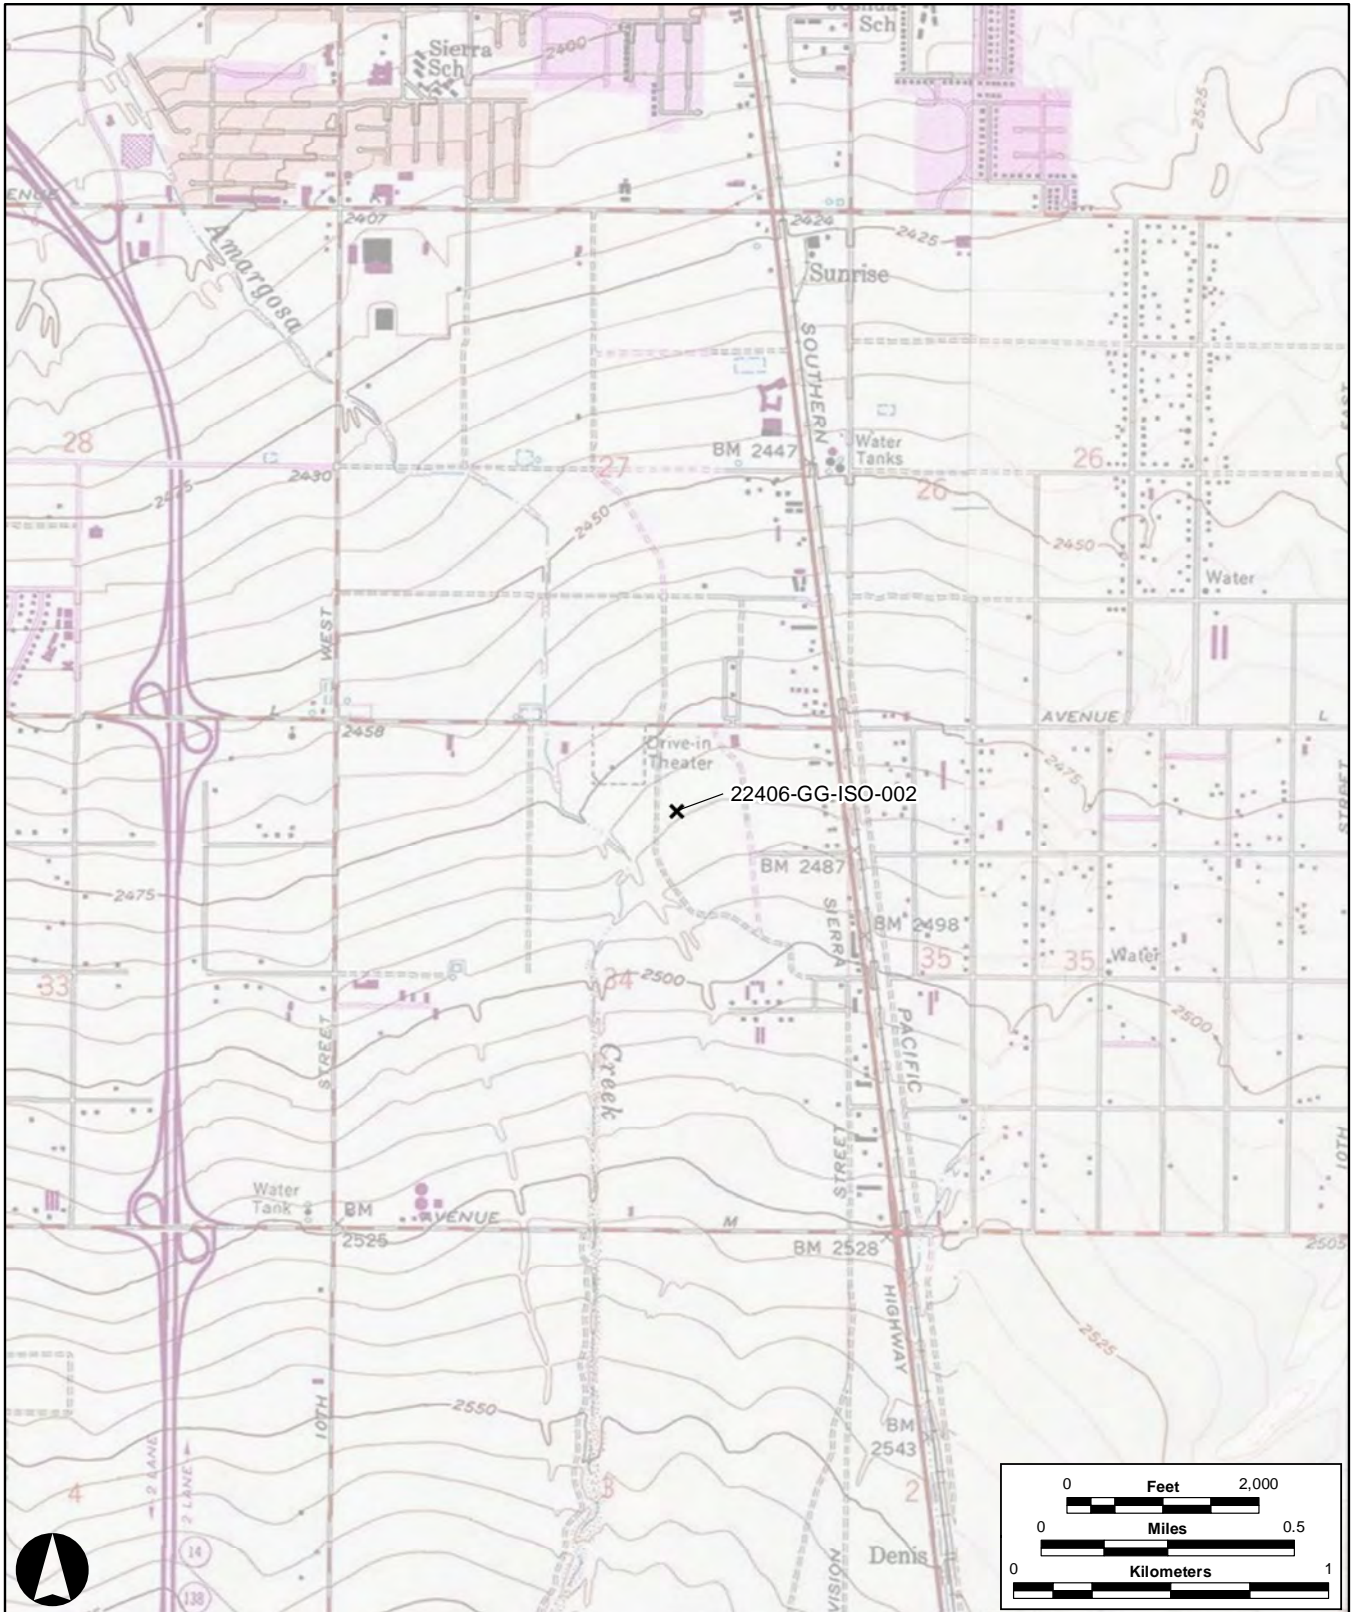 Joshua
Sch
Sierra
Sch
2400
2525
ENUE
K
2407
2424
2425
Amargosa
Sunrise
SOUTHERN
EAST
28
BM 2447
Water
Tanks
27
26
26
2430
2450
2450
Water
WEST
L
2458
AVENUE
L
Drive-in
Theater
2475
22406-GG-ISO-002
STREET
BM 2487
2475
SIERRA
BM 2498
33
34
2500
35
35
Water
2500
STREET
PACIFIC
Creek
STREET
10TH
Water
Tank
BM
2525
AVENUE
M
BM 2528
2505
HIGHWAY
2525
2550
10TH
BM
2543
2 LANE
2 LANE
4
3
2
14
138
Denis
VISION
0
Feet
2,000
0
Miles
0.5
0
Kilometers
1